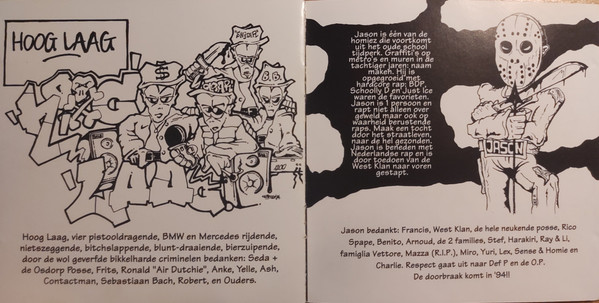 HOOG LAAG
Hoog Laag, vier pistooldragende, BMW en Mercedes rijdende,
nietszeggende, bitchslappende, blunt-draaiende, bierzuipende,
door de wol geverfde bikkelharde criminelen bedanken: Seda +
de Osdorp Posse, Frits, Ronald "Air Dutchie", Anke, Yelle, Ash,
Contactman, Sebastiaan Bach, Robert, en Ouders.
Jason is één van de
homiez die voortkomt
uit het oude school
tijdperk. Graffiti's op
métro's en muren in de
tachtiger jaren: naam
maken. Hij is
opgegroeid met
hardcore rap: BDP,
Schooly D en Just Ice
waren de favorieten.
Jason is 1 persoon en
rapt niet alleen over
geweld maar ook op
waarheid berustende
raps. Maak een tocht
door het straatleven,
naar de hel gezonden.
Jason is beneden met
Nederlandse rap en is
door toedoen van de
West Klan naar voren
gestapt.
JASON
Jason bedankt: Francis, West Klan, de hele neukende posse, Rico
Spape, Benito, Arnoud, de 2 families, Stef, Harakiri, Ray & Li,
famiglia Vettore, Mazza (R.I.P.), Miro, Yuri, Lex, Sense & Homie en
Charlie. Respect gaat uit naar Def P en de O.P.
De doorbraak komt in '94!!